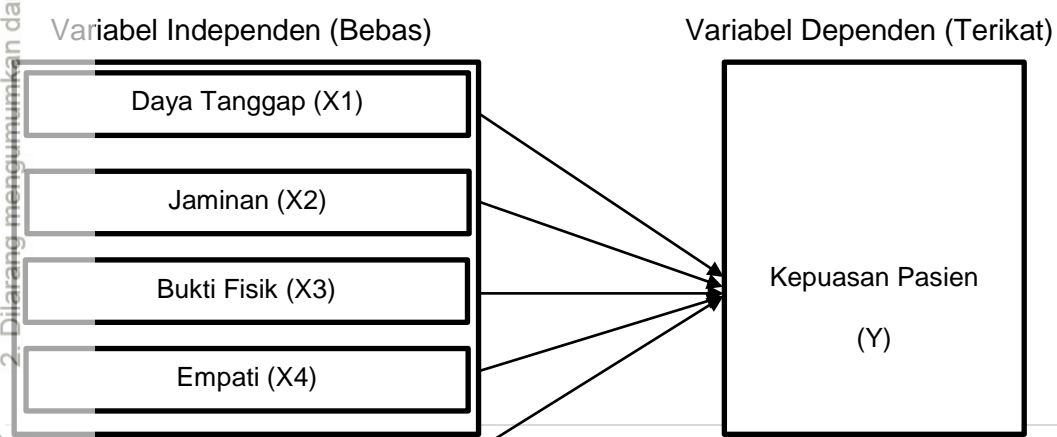 Variabel Independen (Bebas)
Variabel Dependen (Terikat)
Daya Tanggap (X1)
Jaminan (X2)
Bukti Fisik (X3)
Empati (X4)
Kepuasan Pasien
(Y)
2. Dilarang mengumumkan da